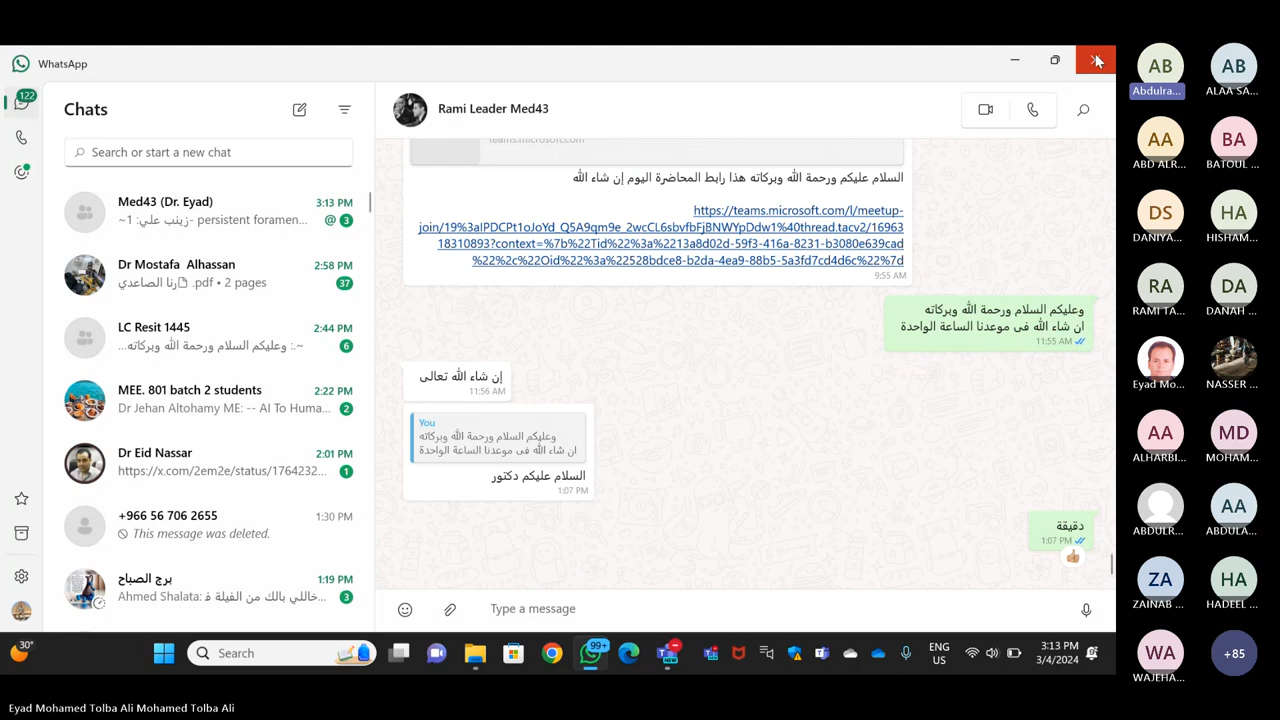 WhatsApp
122
Chats
Search or start a new chat
Med43 (Dr. Eyad)
3:13 PM
~زينب علي: 1- persistent foramen...
@ 3
Dr Mostafa Alhassan
2:58 PM
رنا الصاعدي.pdf • 2 pages
37
LC Resit 1445
2:44 PM
~.: وعليكم السلام ورحمة الله وبركاته...
6
MEE. 801 batch 2 students
2:22 PM
Dr Jehan Altohamy ME: -- AI To Huma...
2
Dr Eid Nassar
2:01 PM
https://x.com/2em2e/status/1764232...
1
+966 56 706 2655
1:30 PM
This message was deleted.
برج الصباح
1:19 PM
Ahmed Shalata: خاللي بالك من الفيلة ف...
3
Rami Leader Med43
teams.microsoft.com
السلام عليكم ورحمة الله وبركاته هذا رابط المحاضرة اليوم إن شاء الله
https://teams.microsoft.com/l/meetup-
join/19%3aIPDCPt1oJoYd_Q5A9qm9e_2wcCL6sbvfbFjBNWYpDdw1%40thread.tacv2/16963
18310893?context=%7b%22Tid%22%3a%2213a8d02d-59f3-416a-8231-b3080e639cad
%22%2c%22Oid%22%3a%22528bdce8-b2da-4ea9-88b5-5a3fd7cd4d6c%22%7d
9:55 AM
وعليكم السلام ورحمة الله وبركاته
ان شاء الله فى موعدنا الساعة الواحدة
11:55 AM
إن شاء الله تعالى
11:56 AM
You
وعليكم السلام ورحمة الله وبركاته
ان شاء الله فى موعدنا الساعة الواحدة
السلام عليكم دكتور
1:07 PM
دقيقة
1:07 PM
Type a message
30°
Search
99+
NEW
ENG
US
3:13 PM
3/4/2024
AB
Abdulra...
AB
ALAA SA...
AA
ABD ALR...
BA
BATOUL ...
DS
DANIYA...
HA
HISHAM...
RA
RAMI TA...
DA
DANAH ...
Eyad Mo...
NASSER ...
AA
ALHARBI...
MD
MOHAM...
ABDULR...
AA
ABDULA...
ZA
ZAINAB ...
HA
HADEEL ...
WA
WAJEHA...
+85
Eyad Mohamed Tolba Ali Mohamed Tolba Ali